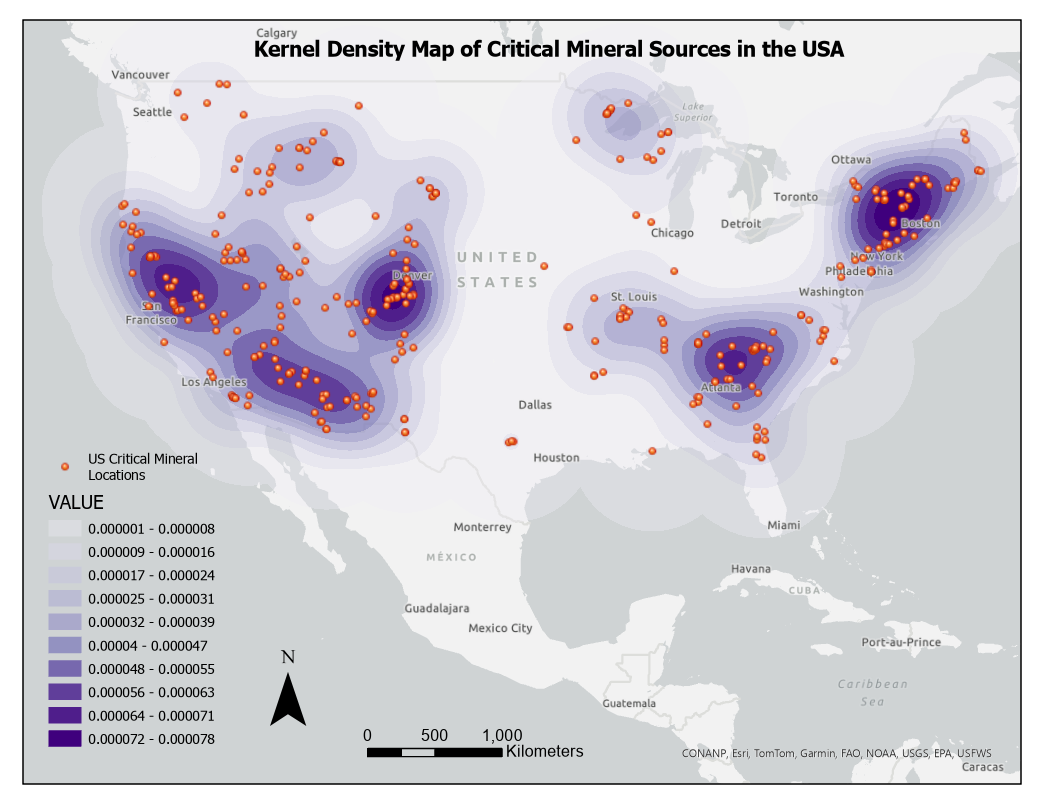 Calgary
Kernel Density Map of Critical Mineral Sources in the USA
Vancouver
Seattle
Lake
Superior
Ottawa
Toronto
Detroit
Chicago
Boston
New York
Philadelphia
Washington
UNITED
STATES
Denver
St. Louis
San
Francisco
Los Angeles
Atlanta
Dallas
Houston
US Critical Mineral
Locations
VALUE
0.000001 - 0.000008
0.000009 - 0.000016
0.000017 - 0.000024
0.000025 - 0.000031
0.000032 - 0.000039
0.00004 - 0.000047
0.000048 - 0.000055
0.000056 - 0.000063
0.000064 - 0.000071
0.000072 - 0.000078
Monterrey
MÉXICO
Miami
Havana
CUBA
Guadalajara
Mexico City
Port-au-Prince
Caribbean
Sea
Guatemala
N
0 500 1,000
Kilometers
CONANP, Esri, TomTom, Garmin, FAO, NOAA, USGS, EPA, USFWS
Caracas